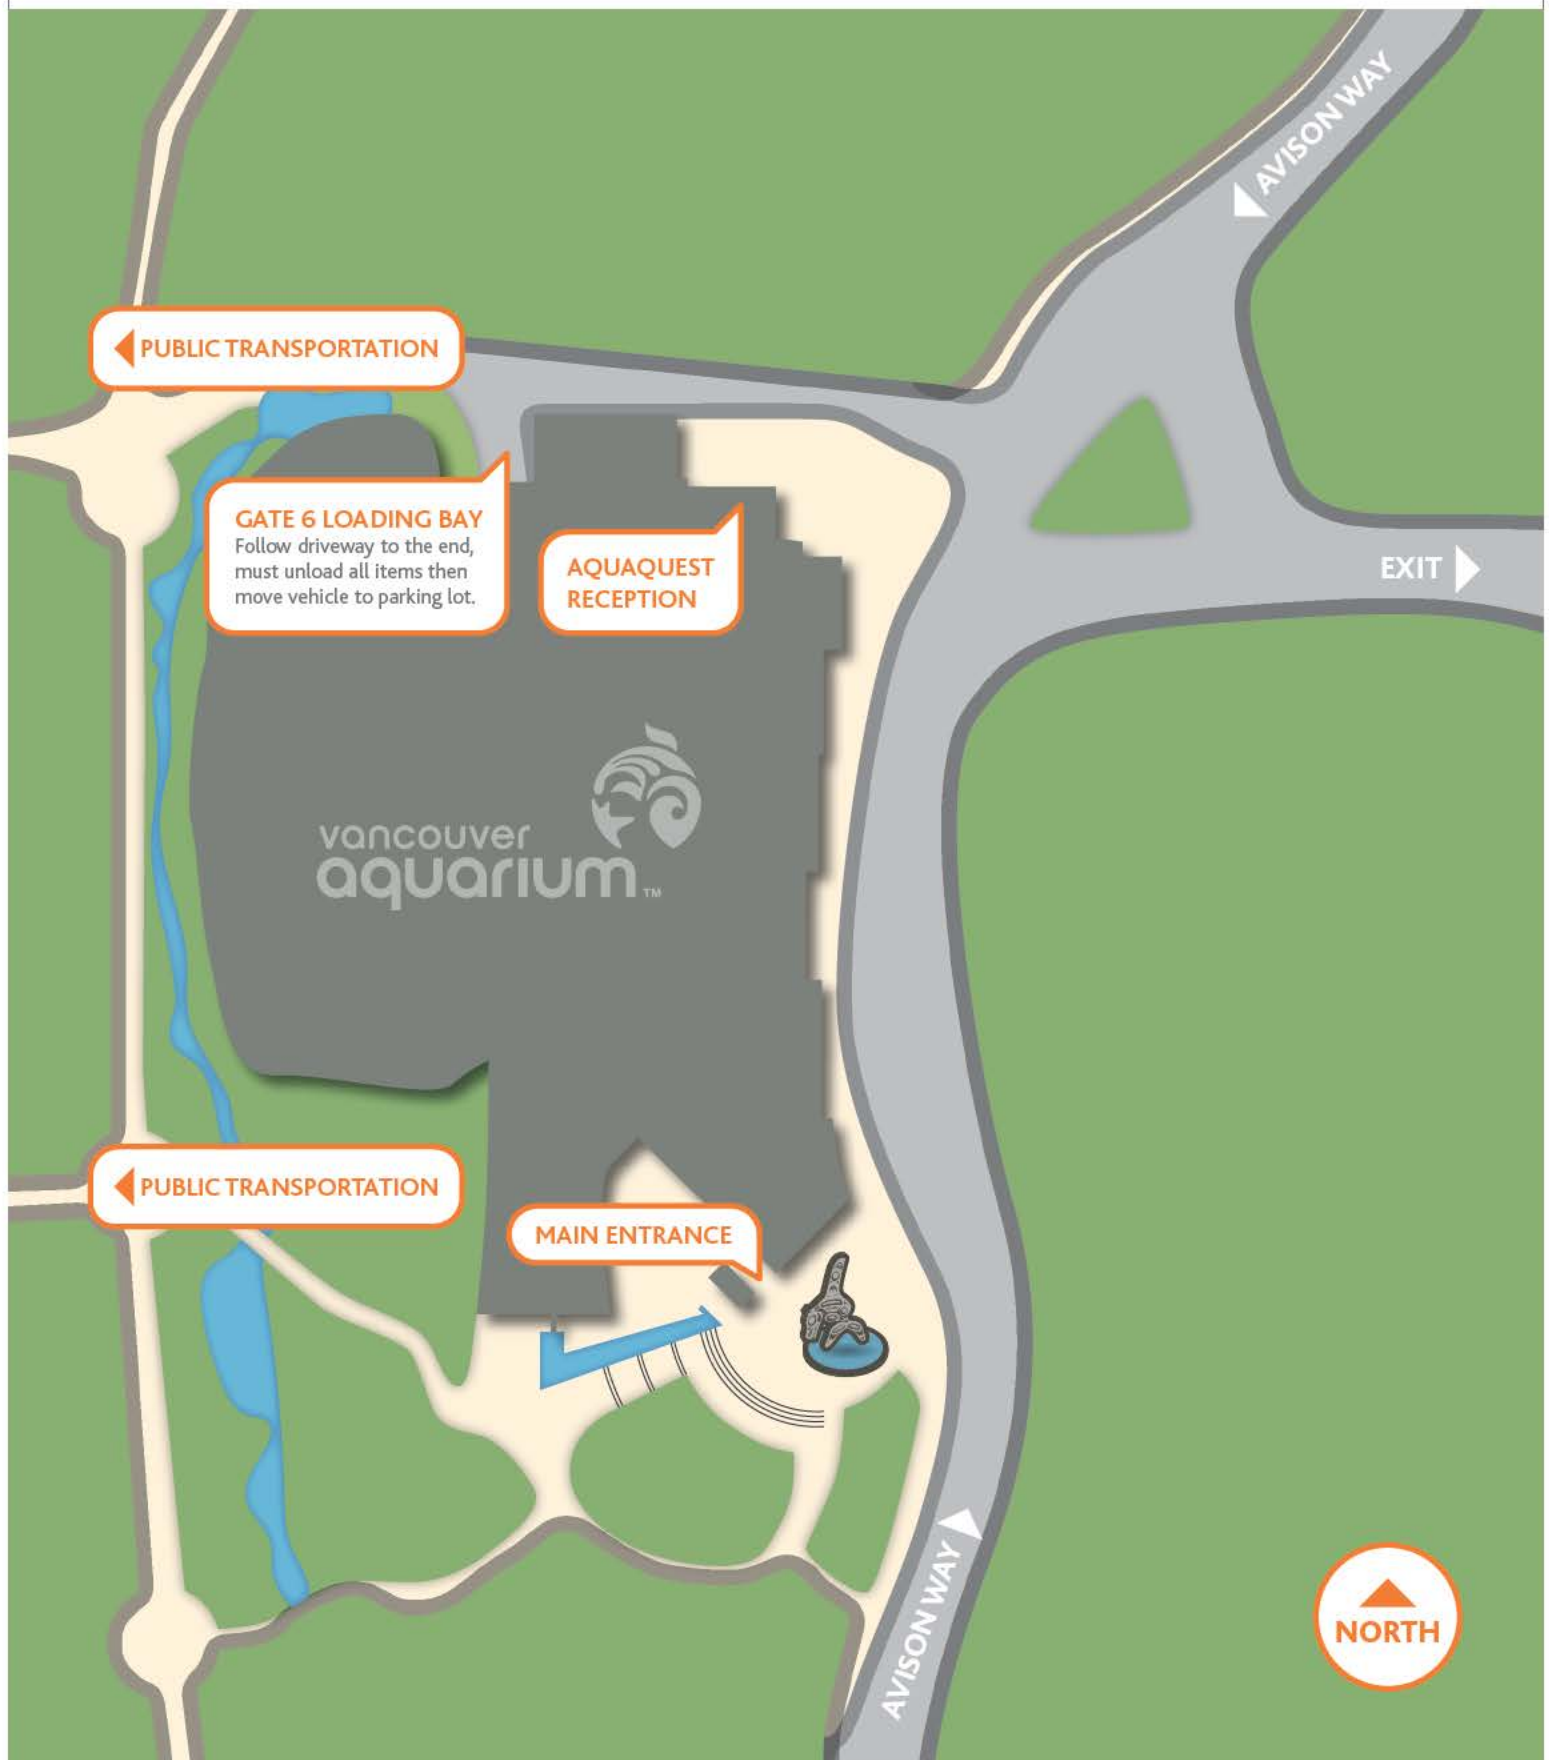 AVISON WAY
PUBLIC TRANSPORTATION
GATE 6 LOADING BAY
Follow driveway to the end,
must unload all items then
move vehicle to parking lot.
AQUAQUEST
RECEPTION
EXIT
vancouver
aquarium™
PUBLIC TRANSPORTATION
MAIN ENTRANCE
AVISON WAY
NORTH